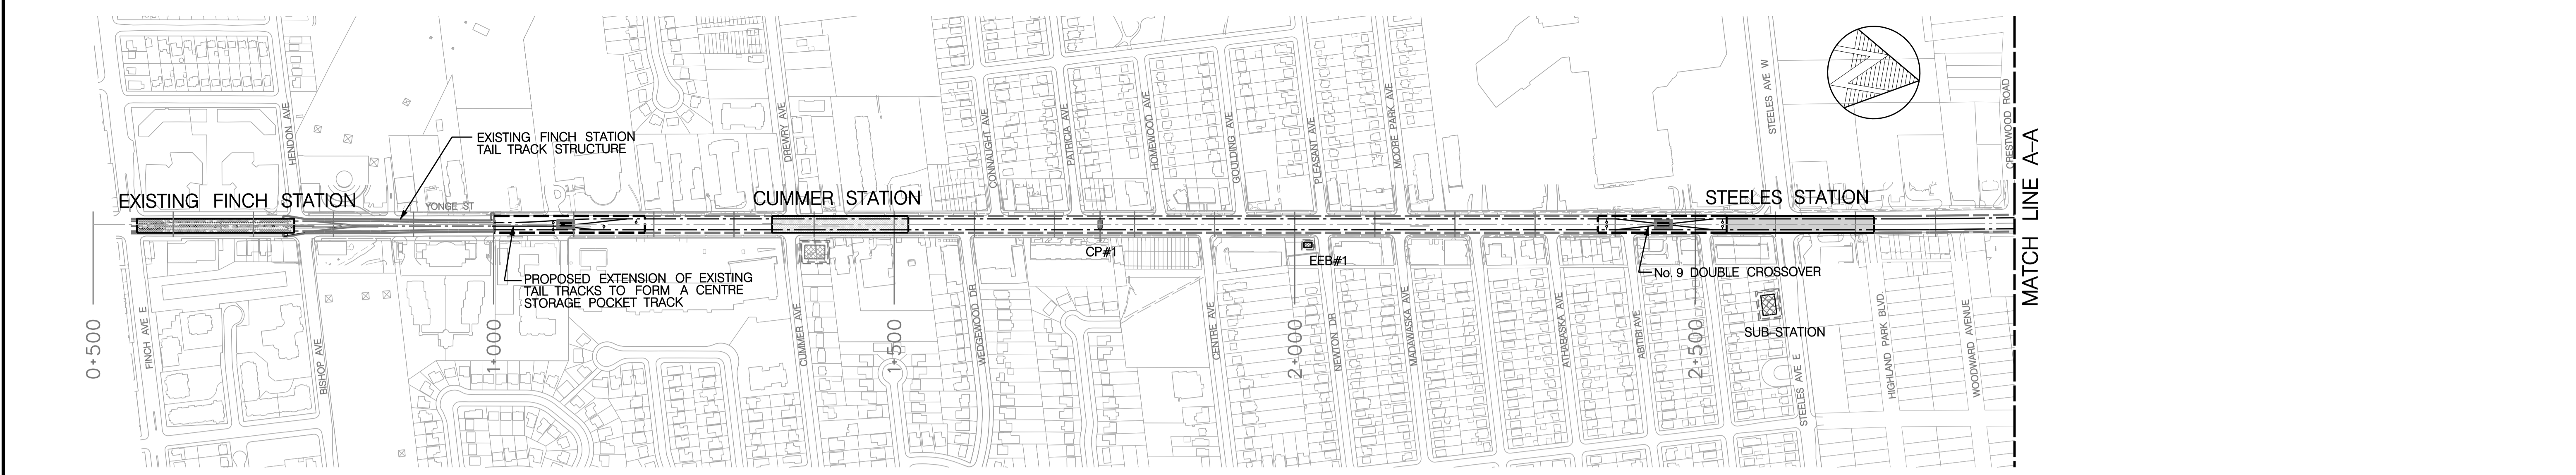 EXISTING FINCH STATION
EXISTING FINCH STATION
TAIL TRACK STRUCTURE
YONGE ST
HENDON AVE
DREWRY AVE
CUMMER STATION
CONNAUGHT AVE
PATRICIA AVE
HOMEWOOD AVE
GOULDING AVE
PLEASANT AVE
MOORE PARK AVE
STEELES STATION
STEELES AVE W
CRESTWOOD ROAD
MATCH LINE A-A
PROPOSED EXTENSION OF EXISTING
TAIL TRACKS TO FORM A CENTRE
STORAGE POCKET TRACK
CP#1
EEB#1
No. 9 DOUBLE CROSSOVER
SUB-STATION
0+500
FINCH AVE E
BISHOP AVE
1+000
CUMMER AVE
1+500
WEDGEWOOD DR
CENTRE AVE
2+000
NEWTON DR
MADAWASKA AVE
ATHABASKA AVE
ABITIBI AVE
2+500
STEELES AVE E
HIGHLAND PARK BLVD.
WOODWARD AVENUE